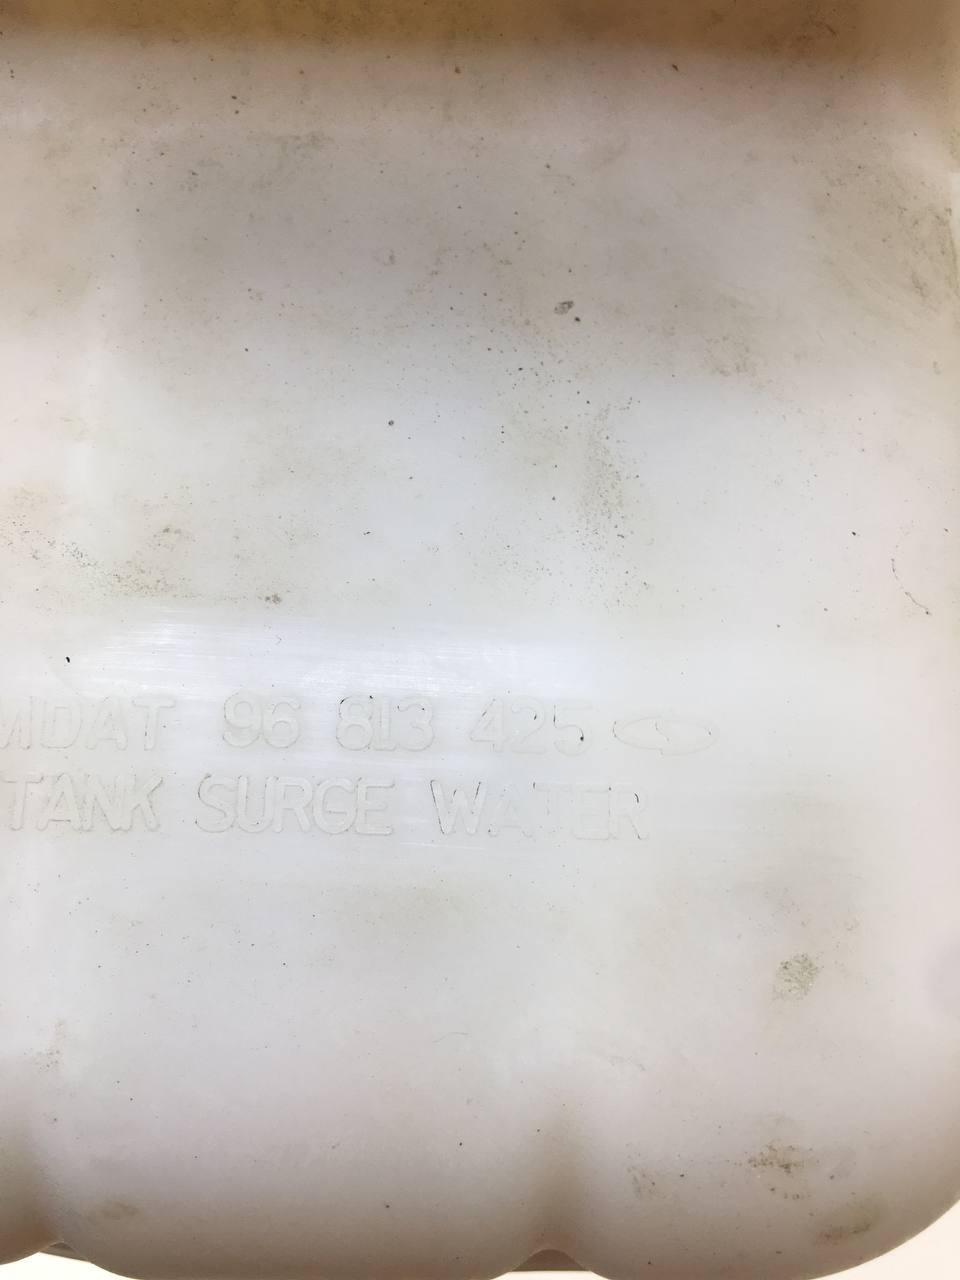 MDAT 96 813 425
TANK SURGE WATER